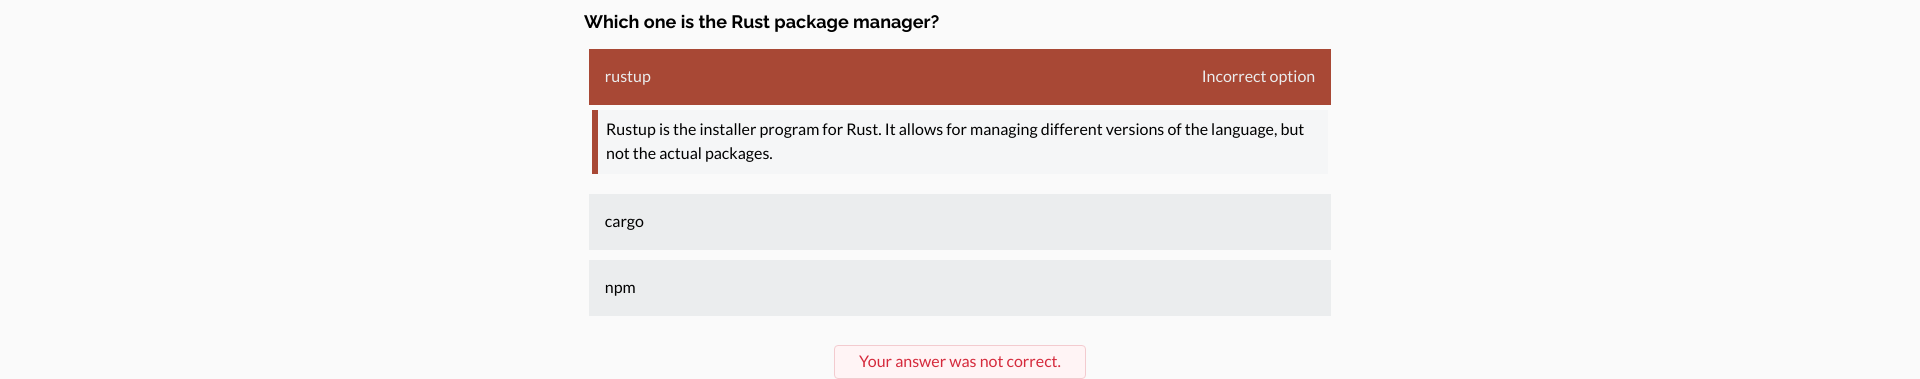 Which one is the Rust package manager?
rustup
Incorrect option
Rustup is the installer program for Rust. It allows for managing different versions of the language, but
not the actual packages.
cargo
npm
Your answer was not correct.